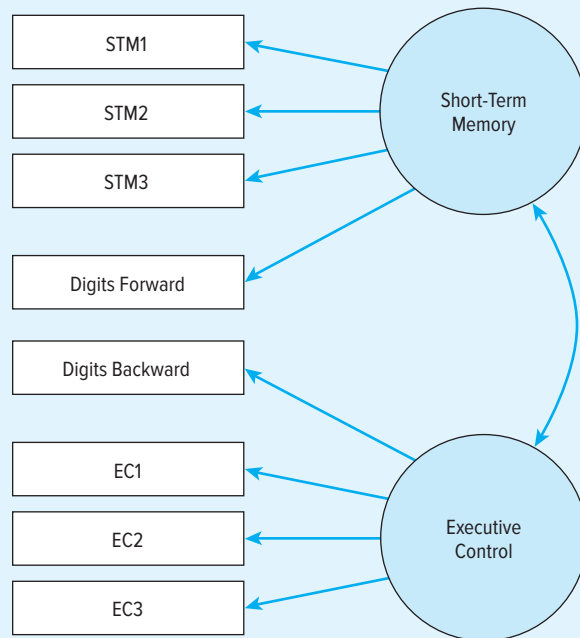 STM1
Short-Term
Memory
STM2
STM3
Digits Forward
Digits Backward
EC1
Executive
Control
EC2
EC3